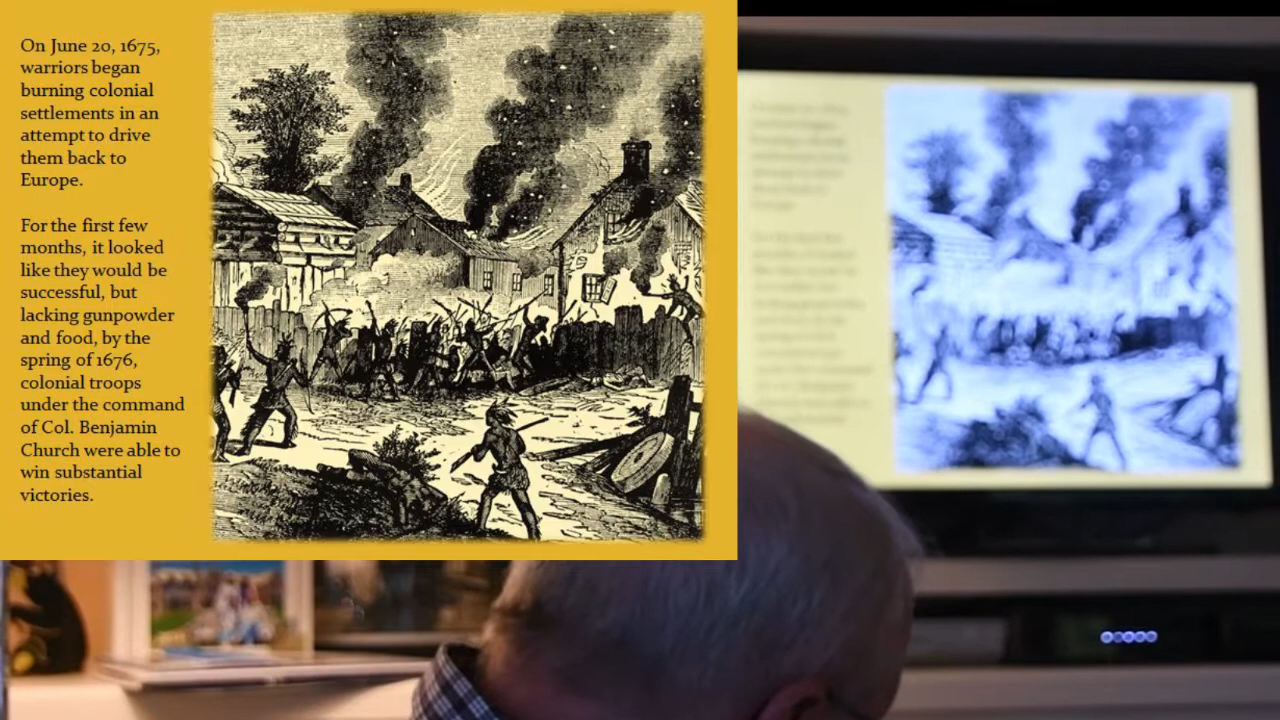 On June 20, 1675,
warriors began
burning colonial
settlements in an
attempt to drive
them back to
Europe.
For the first few
months, it looked
like they would be
successful, but
lacking gunpowder
and food, by the
spring of 1676,
colonial troops
under the command
of Col. Benjamin
Church were able to
win substantial
victories.